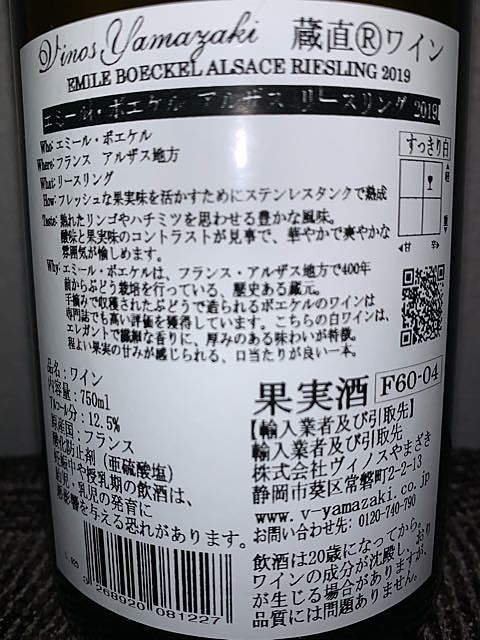 Vinos Yamazaki 蔵直®ワイン
EMILE BOECKEL ALSACE RIESLING 2019
エミール・ボエケル アルザス リースリング 2019
Who: エミール・ボエケル
Where: フランス アルザス地方
What: リースリング
How: フレッシュな果実味を活かすためにステンレスタンクで熟成
Taste: 熟れたリンゴやハチミツを思わせる豊かな風味。
酸味と果実味のコントラストが見事で、華やかで爽やかな
雰囲気が愉しめます。
Why: エミール・ボエケルは、フランス・アルザス地方で400年
前からぶどう栽培を行っている、歴史ある蔵元。
手摘みで収穫されたぶどうで造られるボエケルのワインは
専門誌でも高い評価を獲得しています。こちらの白ワインは、
エレガントで繊細な香りに、厚みのある味わいが特徴。
程よい果実の甘みが感じられる、口当たりが良い一本。
すっきり白
軽
重
甘 辛
品名:ワイン
内容量:750ml
アルコール分:12.5%
原産国:フランス
酸化防止剤(亜硫酸塩)
妊娠中や授乳期の飲酒は、
胎児・乳児の発育に
悪影響を与える恐れがあります。
3 268920 081227
果実酒 F60-04
【輸入業者及び引取先】
輸入業者及び引取先
株式会社ヴィノスやまざき
静岡市葵区常磐町2-2-13
www.v-yamazaki.co.jp
お問い合わせ先: 0120-740-790
飲酒は20歳になってから。
ワインの成分が沈殿し、おり
が生じる場合がありますが、
品質には問題ありません。